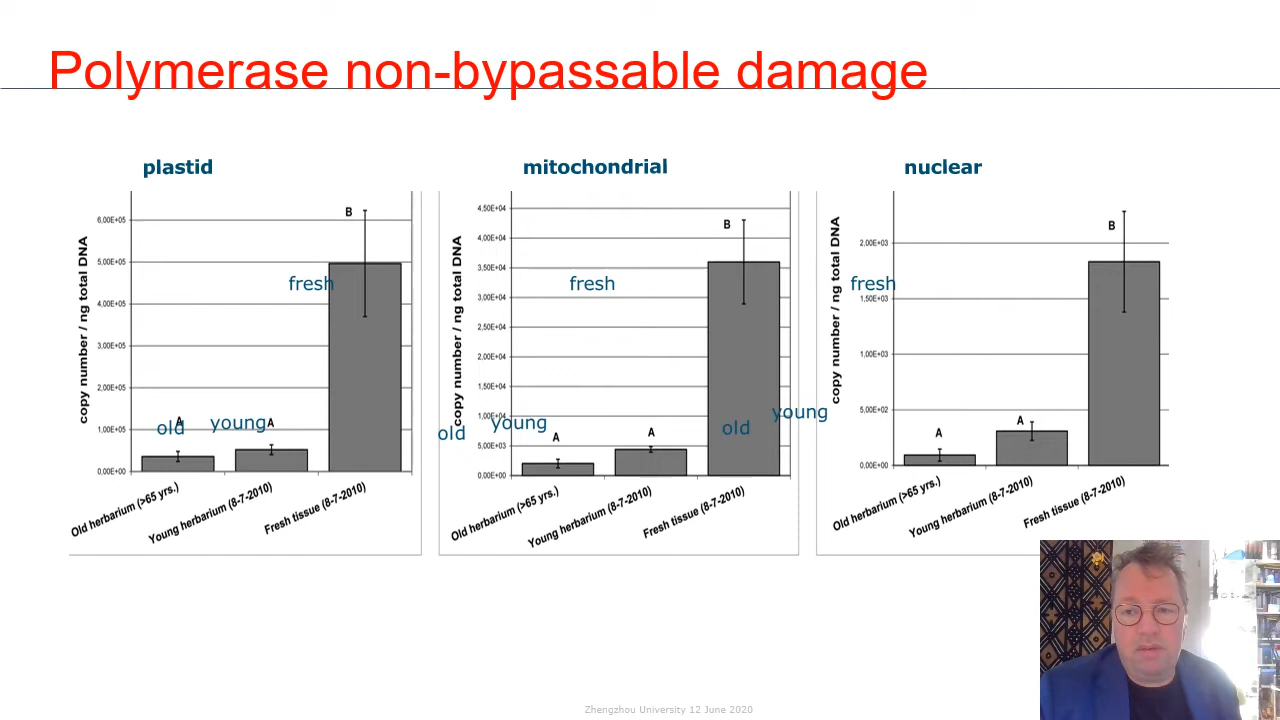 Polymerase non-bypassable damage
plastid
copy number / ng total DNA
6,00E+05
5,00E+05
4,00E+05
3,00E+05
2,00E+05
1,00E+05
0,00E+00
A
A
B
old
young
fresh
Old herbarium (>65 yrs.)
Young herbarium (8-7-2010)
Fresh tissue (8-7-2010)
mitochondrial
copy number / ng total DNA
4,50E+04
4,00E+04
3,50E+04
3,00E+04
2,50E+04
2,00E+04
1,50E+04
1,00E+04
5,00E+03
0,00E+00
A
A
B
old
young
fresh
Old herbarium (>65 yrs.)
Young herbarium (8-7-2010)
Fresh tissue (8-7-2010)
nuclear
copy number / ng total DNA
2,00E+03
1,50E+03
1,00E+03
5,00E+02
0,00E+00
A
A
B
old
young
fresh
Old herbarium (>65 yrs.)
Young herbarium (8-7-2010)
Fresh tissue (8-7-2010)
Zhengzhou University 12 June 2020